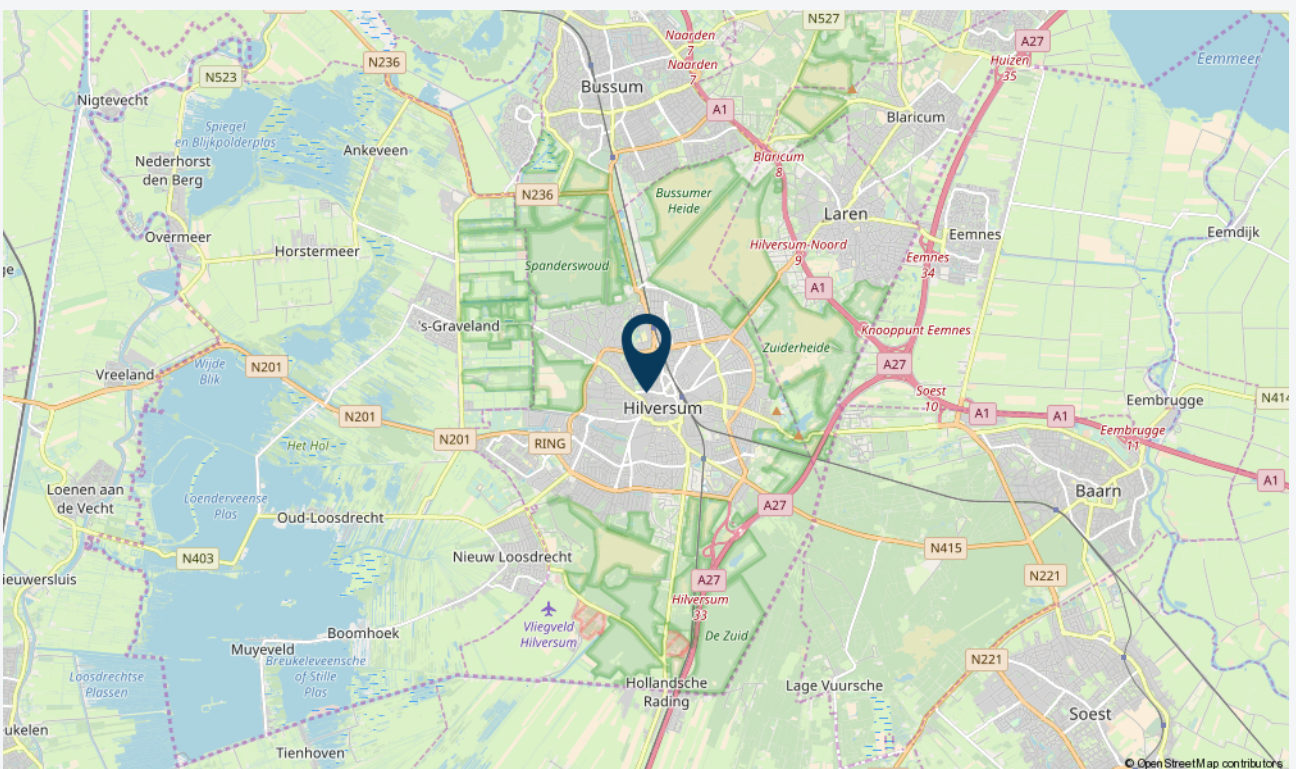 N527
A27
Naarden
7
Naarden
7
Huizen
35
Eemmeer
N236
N523
Bussum
A1
Nigtevecht
Blaricum
Spiegel
en Blijkpolderplas
Ankeveen
Nederhorst
den Berg
Blaricum
8
N236
Bussumer
Heide
Laren
Overmeer
Horstermeer
Hilversum-Noord
9
Eemnes
Eemdijk
Spanderswoud
Eemnes
34
A1
's-Graveland
Knooppunt Eemnes
Zuiderheide
Vreeland
N201
Wijde
Blik
A27
Soest
10
N201
Hilversum
A1
A1
Eembrugge
N414
N201
RING
Eembrugge
11
Het Hol
A1
Loenen aan
de Vecht
Loenderveense
Plas
A27
Baarn
Oud-Loosdrecht
N403
Nieuw Loosdrecht
N415
ieuwersluis
A27
N221
Hilversum
33
Vliegveld
Hilversum
De Zuid
Boomhoek
Muyeveld
Breukeleveensche
of Stille
Plas
N221
Loosdrechtse
Plassen
Hollandsche
Rading
Lage Vuursche
Soest
ukelen
Tienhoven
© OpenStreetMap contributors